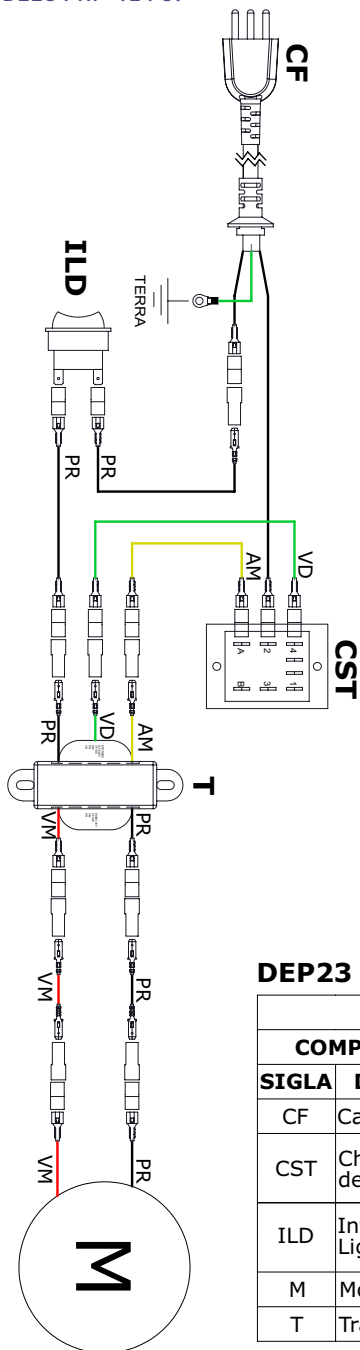 CF
ILD
TERRA
PR
PR
VD
AM
CST
4
1
2
3
A
B
PR
VD
AM
T
VM
PR
VM
PR
VM
PR
M
DEP23
COMP
SIGLA
CF Ca
CST Ch
de
ILD In
Lig
M Mo
T Tra